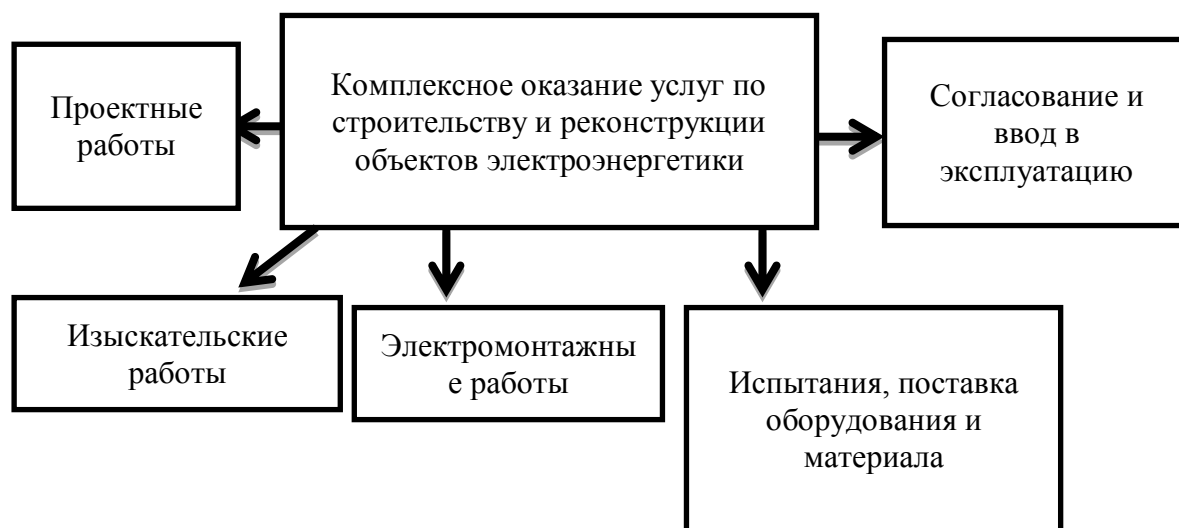 Проектные
работы
Комплексное оказание услуг по
строительству и реконструкции
объектов электроэнергетики
Согласование и
ввод в
эксплуатацию
Изыскательские
работы
Электромонтажны
е работы
Испытания, поставка
оборудования и
материала